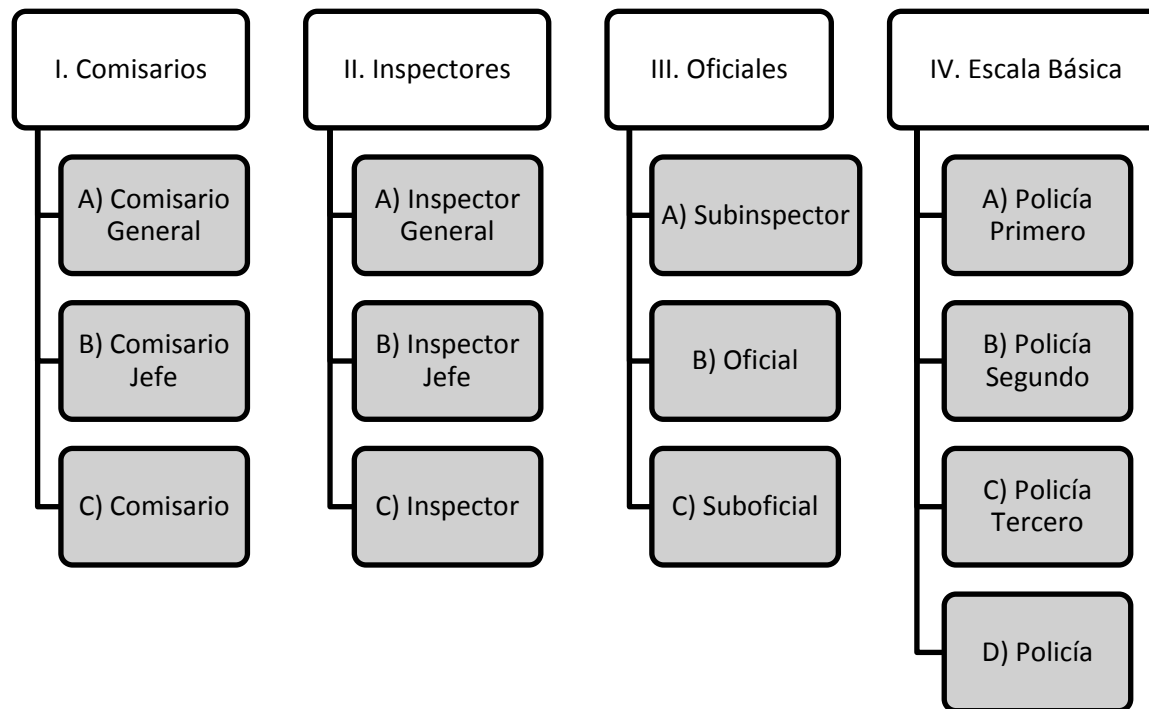 I. Comisarios
A) Comisario
General
B) Comisario
Jefe
C) Comisario
II. Inspectores
A) Inspector
General
B) Inspector
Jefe
C) Inspector
III. Oficiales
A) Subinspector
B) Oficial
C) Suboficial
IV. Escala Básica
A) Policía
Primero
B) Policía
Segundo
C) Policía
Tercero
D) Policía